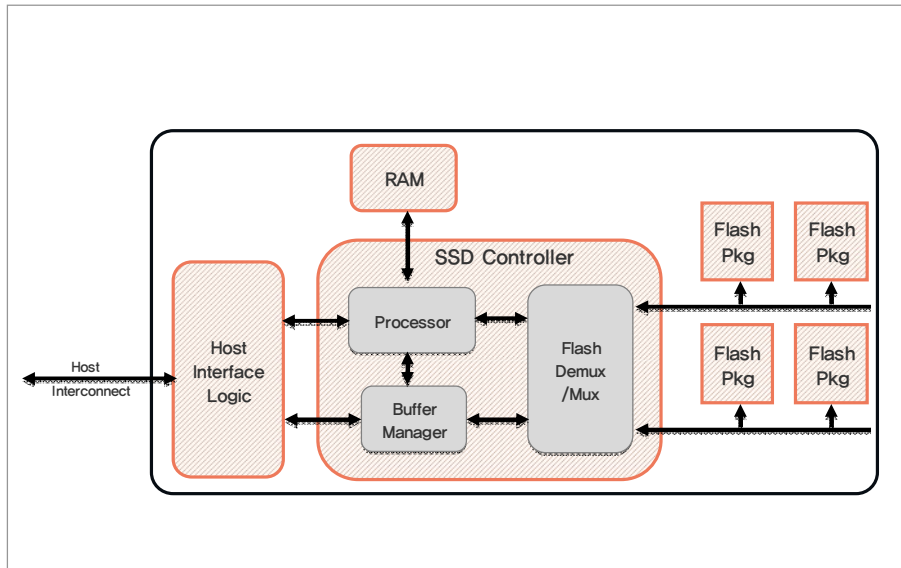 RAM
SSD Controller
Flash
Pkg
Flash
Pkg
Processor
Host
Interface
Logic
Flash
Demux
/Mux
Flash
Pkg
Flash
Pkg
Host
Interconnect
Buffer
Manager